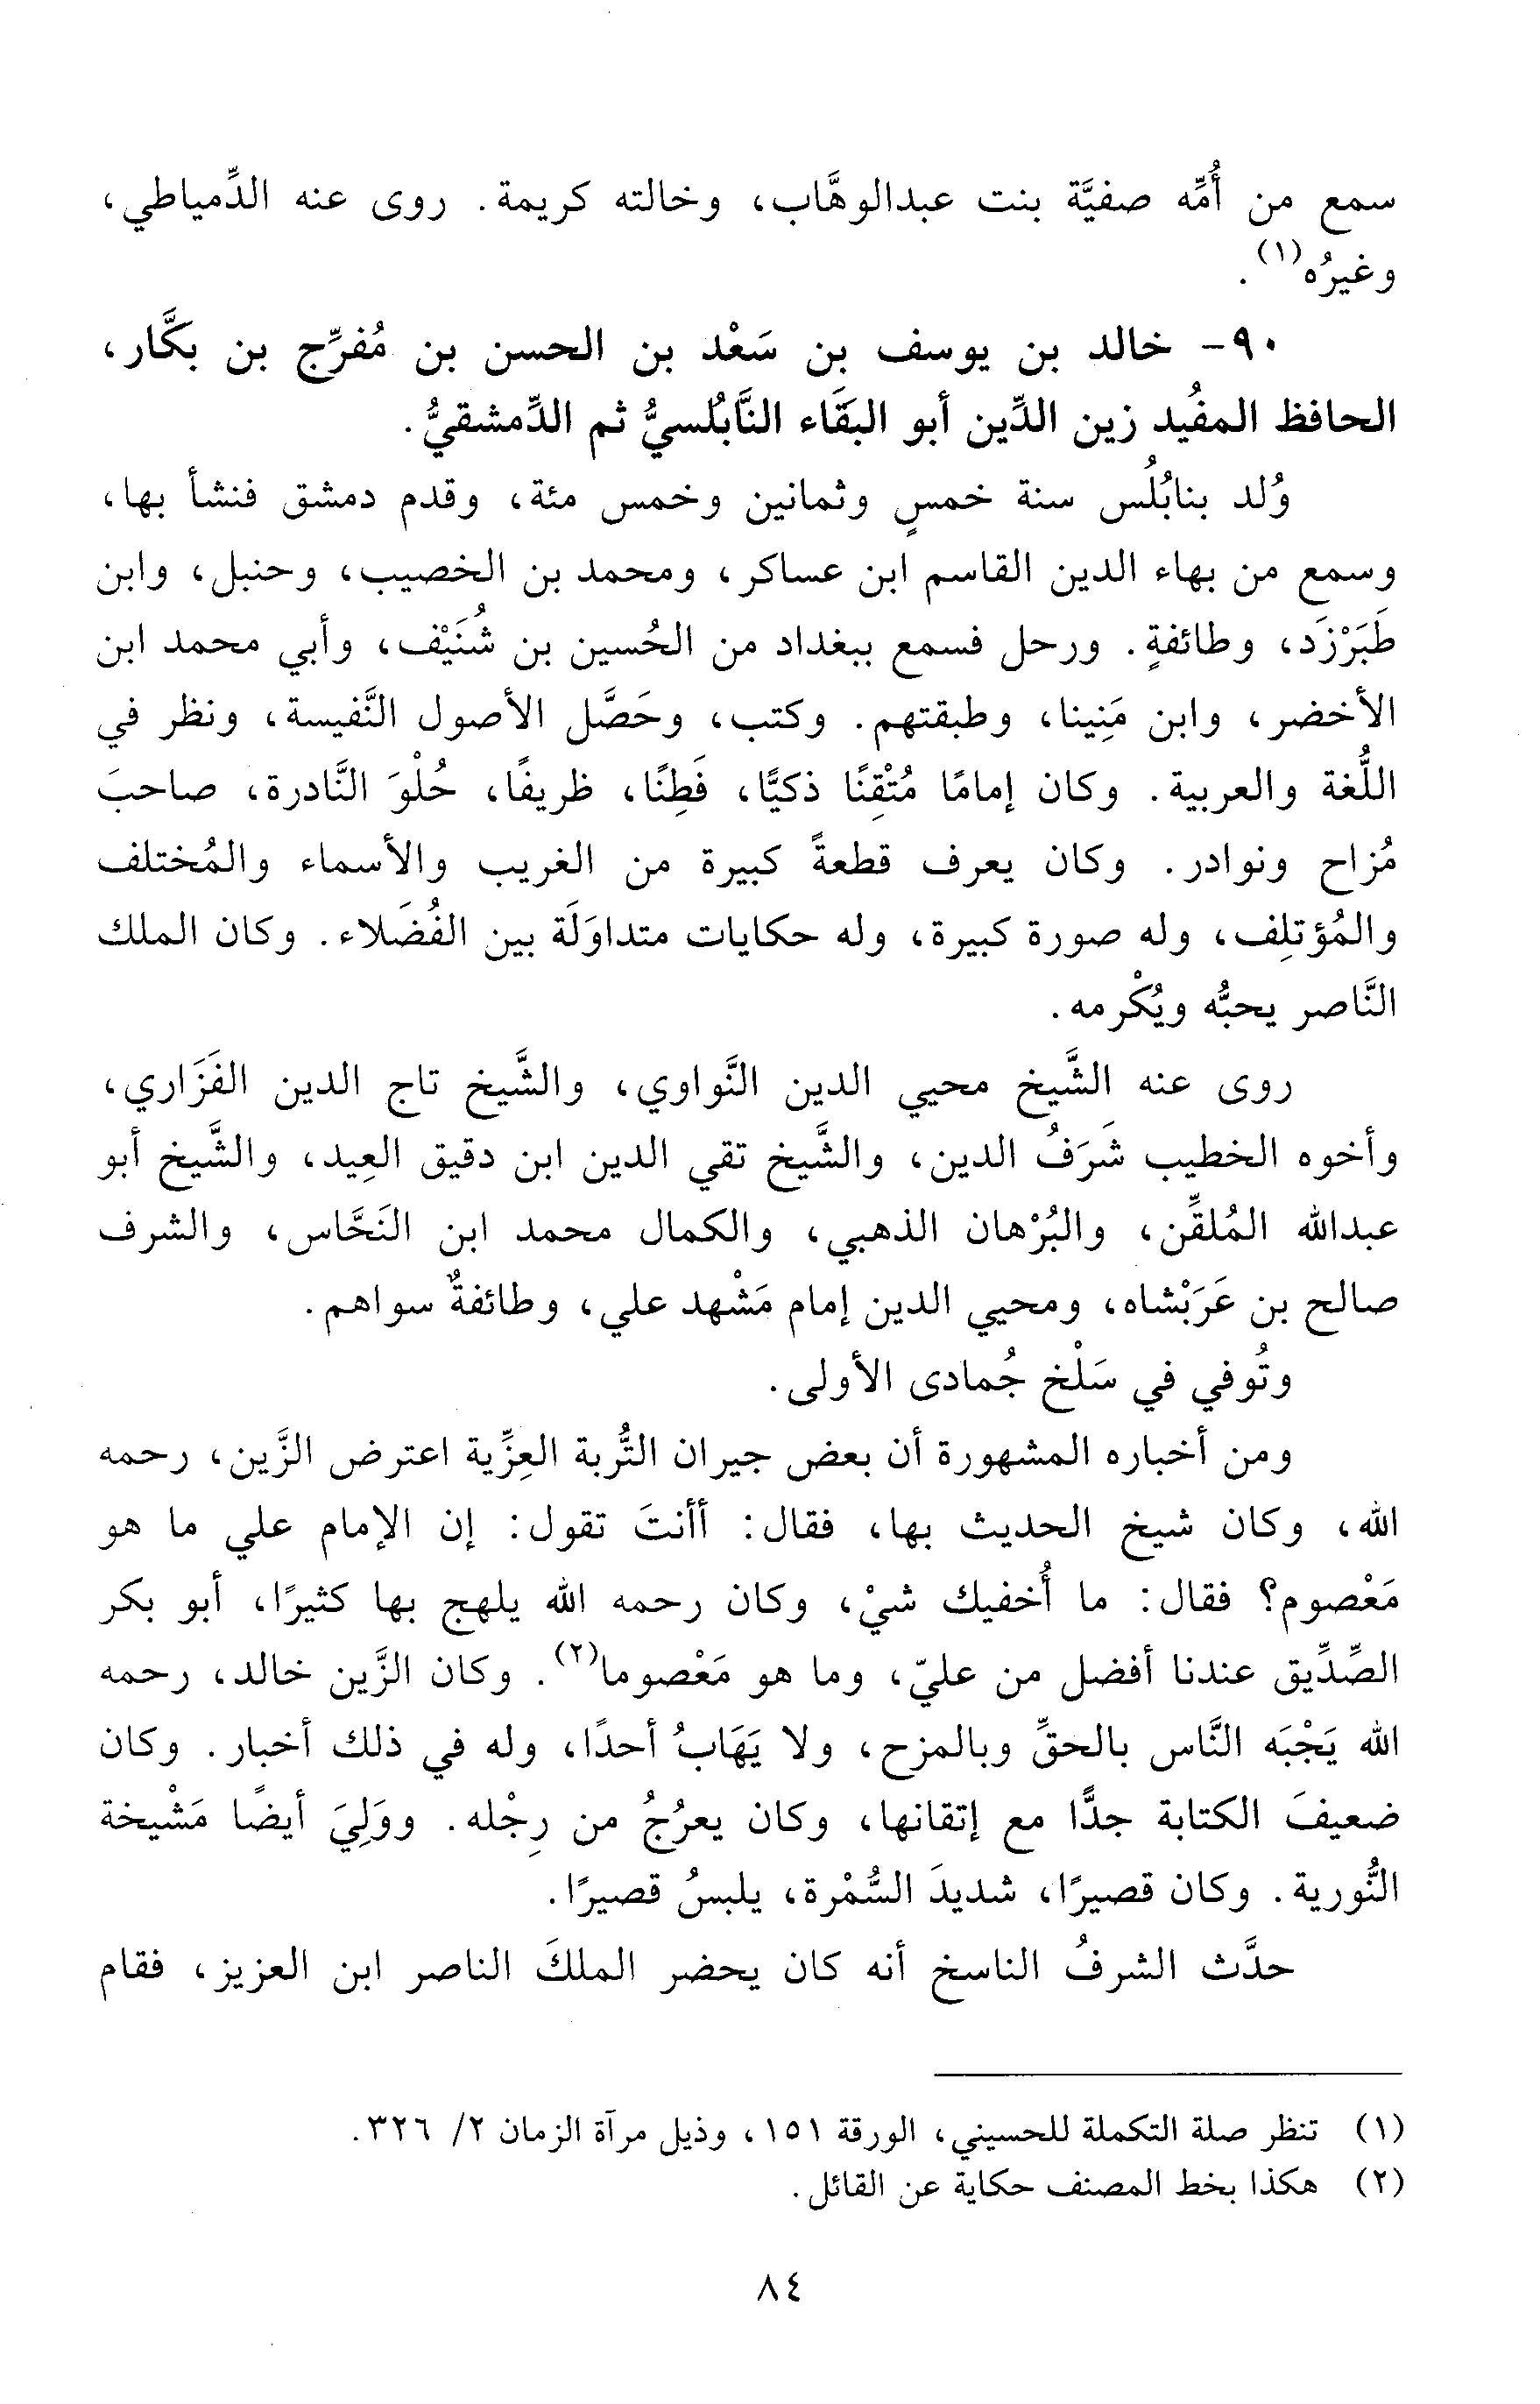 سمع من أُمِّه صفيَّة بنت عبدالوهَّاب، وخالته كريمة. روى عنه الدِّمياطي،
وغيرُه(١).
٩٠- خالد بن يوسف بن سَعْد بن الحسن بن مُفرِّج بن بكَّار،
الحافظ المفُيد زين الدِّين أبو البَقَاء النَّابُلسيُّ ثم الدِّمشقيُّ.
وُلد بنابُلُس سنة خمسٍ وثمانين وخمس مئة، وقدم دمشق فنشأ بها،
وسمع من بهاء الدين القاسم ابن عساكر، ومحمد بن الخصيب، وحنبل، وابن
طَبَرْزَد، وطائفةٍ. ورحل فسمع ببغداد من الحُسين بن شُنَيْف، وأبي محمد ابن
الأخضر، وابن مَنِينا، وطبقتهم. وكتب، وحَصَّل الأصول النَّفيسة، ونظر في
اللُّغة والعربية. وكان إمامًا مُتْقِنًا ذكيًّا، فَطِنًا، ظريفًا، حُلْوَ النَّادرة، صاحبَ
مُزاح ونوادر. وكان يعرف قطعةً كبيرة من الغريب والأسماء والمُختلف
والمُؤتلِف، وله صورة كبيرة، وله حكايات متداوَلَة بين الفُضَلاء. وكان الملك
النَّاصر يحبُّه ويُكْرمه.
روى عنه الشَّيخ محيي الدين النَّواوي، والشَّيخ تاج الدين الفَزَاري،
وأخوه الخطيب شَرَفُ الدين، والشَّيخ تقي الدين ابن دقيق العِيد، والشَّيخ أبو
عبدالله المُلقِّن، والبُرْهان الذهبي، والكمال محمد ابن النَحَّاس، والشرف
صالح بن عَرَبْشاه، ومحيي الدين إمام مَشْهد علي، وطائفةٌ سواهم.
وتُوفي في سَلْخ جُمادى الأولى.
ومن أخباره المشهورة أن بعض جيران التُّربة العِزِّية اعترض الزَّين، رحمه
الله، وكان شيخ الحديث بها، فقال: أأنتَ تقول: إن الإمام علي ما هو
مَعْصوم؟ فقال: ما أُخفيك شيْ، وكان رحمه الله يلهج بها كثيرًا، أبو بكر
الصِّدِّيق عندنا أفضل من عليّ، وما هو مَعْصوما(٢). وكان الزَّين خالد، رحمه
الله يَجْبَه النَّاس بالحقِّ وبالمزح، ولا يَهَابُ أحدًا، وله في ذلك أخبار. وكان
ضعيفَ الكتابة جدًّا مع إتقانها، وكان يعرُجُ من رِجْله. ووَلِيَ أيضًا مَشْيخة
النُّورية. وكان قصيرًا، شديدَ السُّمْرة، يلبسُ قصيرًا.
حدَّث الشرفُ الناسخ أنه كان يحضر الملكَ الناصر ابن العزيز، فقام
(١) تنظر صلة التكملة للحسيني، الورقة ١٥١، وذيل مرآة الزمان ٢/ ٣٢٦.
(٢) هكذا بخط المصنف حكاية عن القائل.
٨٤